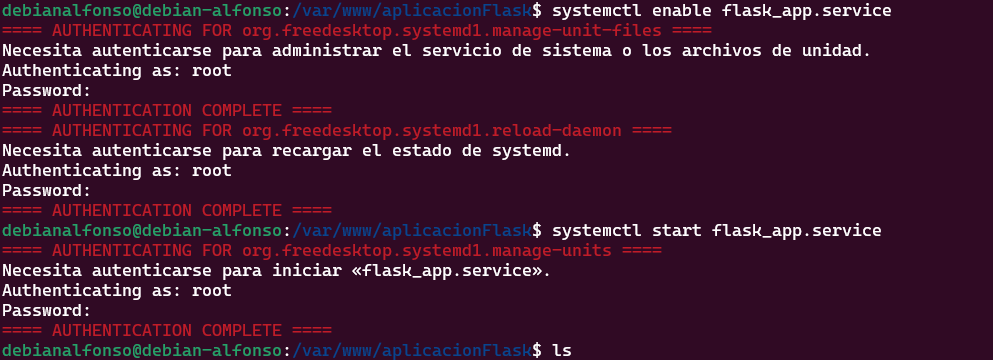 debianalfonso@debian-alfonso:/var/www/aplicacionFlask$ systemctl enable flask_app.service
==== AUTHENTICATING FOR org.freedesktop.systemd1.manage-unit-files ====
Necesita autenticarse para administrar el servicio de sistema o los archivos de unidad.
Authenticating as: root
Password:
==== AUTHENTICATION COMPLETE ====
==== AUTHENTICATING FOR org.freedesktop.systemd1.reload-daemon ====
Necesita autenticarse para recargar el estado de systemd.
Authenticating as: root
Password:
==== AUTHENTICATION COMPLETE ====
debianalfonso@debian-alfonso:/var/www/aplicacionFlask$ systemctl start flask_app.service
==== AUTHENTICATING FOR org.freedesktop.systemd1.manage-units ====
Necesita autenticarse para iniciar «flask_app.service».
Authenticating as: root
Password:
==== AUTHENTICATION COMPLETE ====
debianalfonso@debian-alfonso:/var/www/aplicacionFlask$ ls